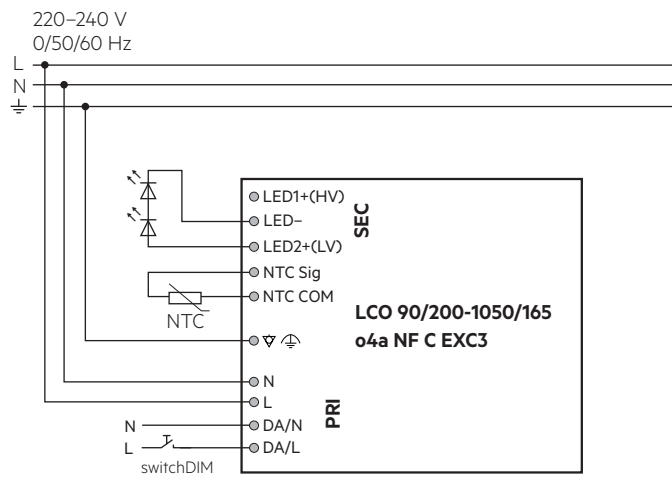 220–240 V
0/50/60 Hz
L
N
LED1+(HV)
LED–
LED2+(LV)
SEC
NTC Sig
NTC COM
NTC
LCO 90/200-1050/165
o4a NF C EXC3
N
L
PRI
N
DA/N
L
DA/L
switchDIM